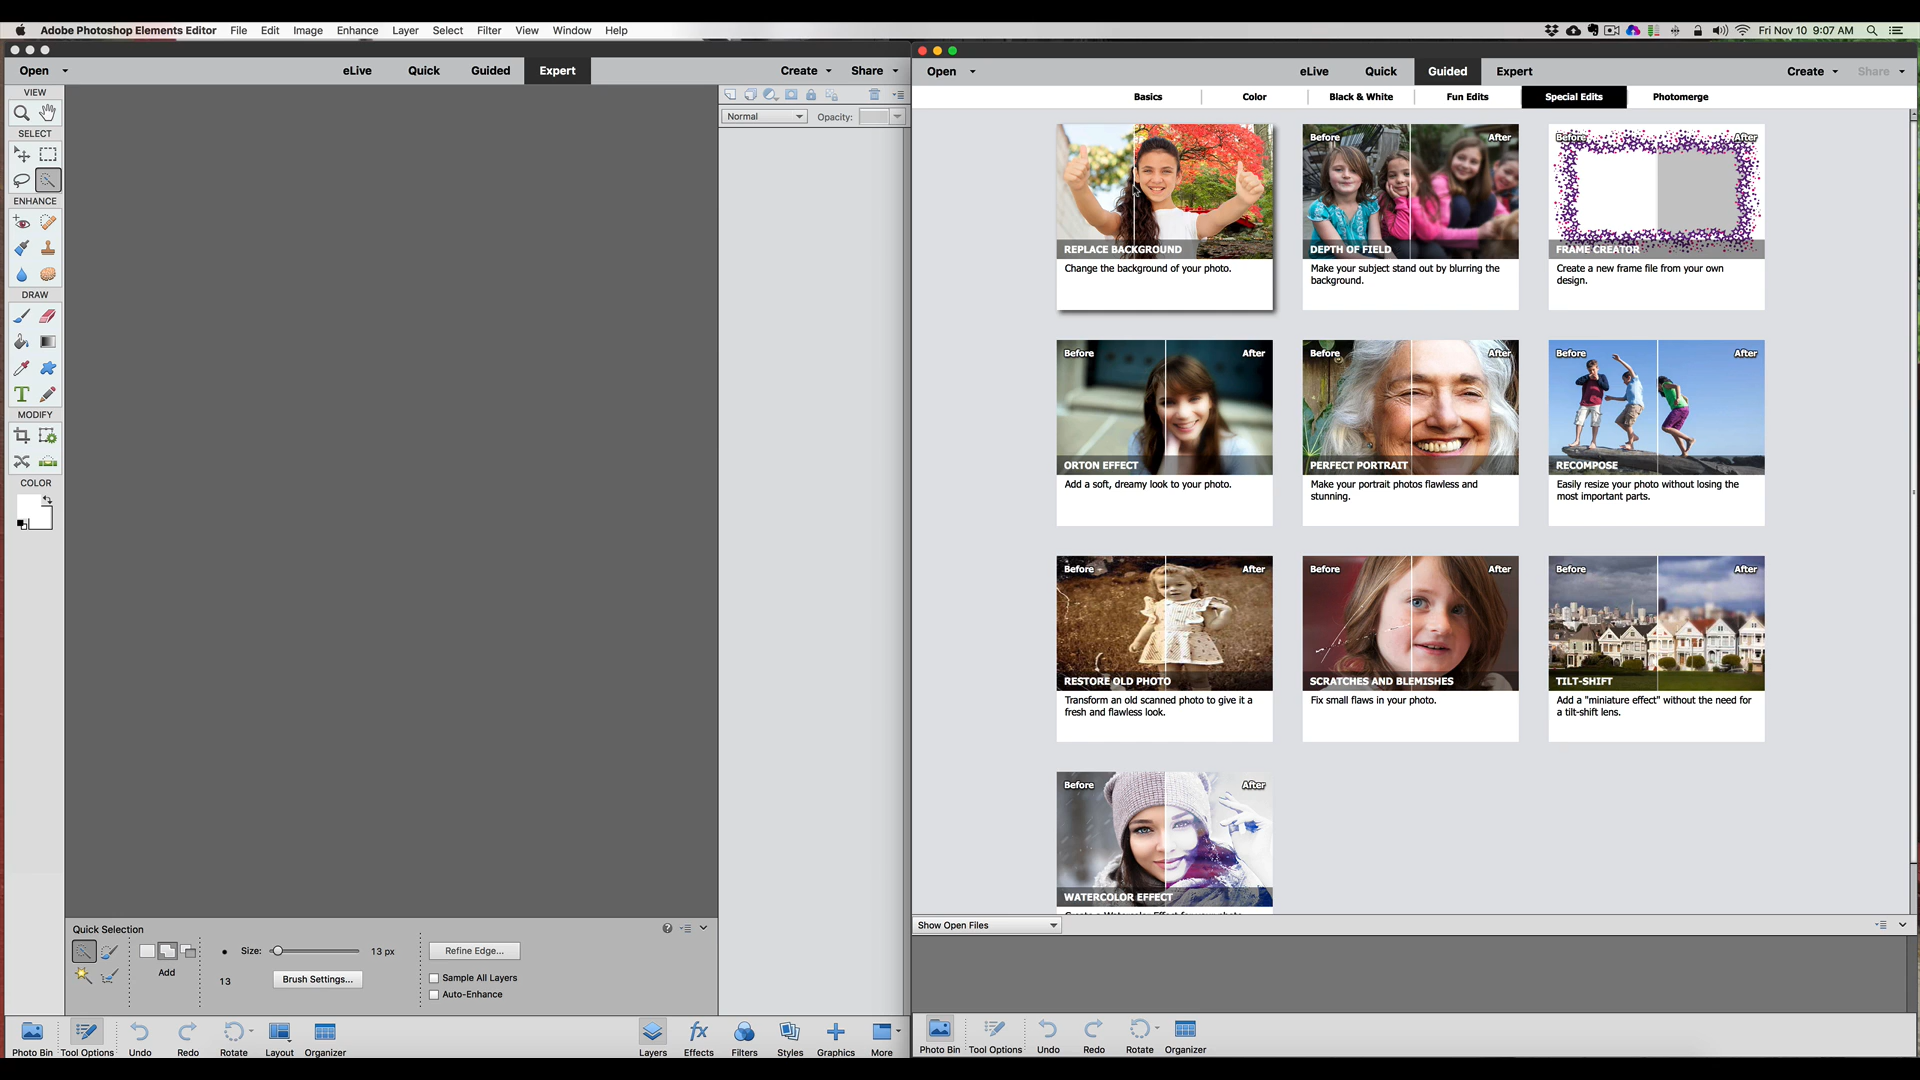 Adobe Photoshop Elements Editor File Edit Image Enhance Layer Select Filter View Window Help
Fri Nov 10 9:07 AM
Open
eLive Quick Guided Expert
Create Share
VIEW
SELECT
ENHANCE
DRAW
MODIFY
COLOR
Normal Opacity:
Quick Selection
Add
Size: 13 px
13
Brush Settings...
Refine Edge...
Sample All Layers
Auto-Enhance
Photo Bin Tool Options Undo Redo Rotate Layout Organizer
Layers Effects Filters Styles Graphics More
Open
eLive Quick Guided Expert
Create Share
Basics Color Black & White Fun Edits Special Edits Photomerge
REPLACE BACKGROUND
Change the background of your photo.
Before After
DEPTH OF FIELD
Make your subject stand out by blurring the
background.
Before After
FRAME CREATOR
Create a new frame file from your own
design.
Before After
ORTON EFFECT
Add a soft, dreamy look to your photo.
Before After
PERFECT PORTRAIT
Make your portrait photos flawless and
stunning.
Before After
RECOMPOSE
Easily resize your photo without losing the
most important parts.
Before After
RESTORE OLD PHOTO
Transform an old scanned photo to give it a
fresh and flawless look.
Before After
SCRATCHES AND BLEMISHES
Fix small flaws in your photo.
Before After
TILT-SHIFT
Add a "miniature effect" without the need for
a tilt-shift lens.
Before After
WATERCOLOR EFFECT
Show Open Files
Photo Bin Tool Options Undo Redo Rotate Organizer